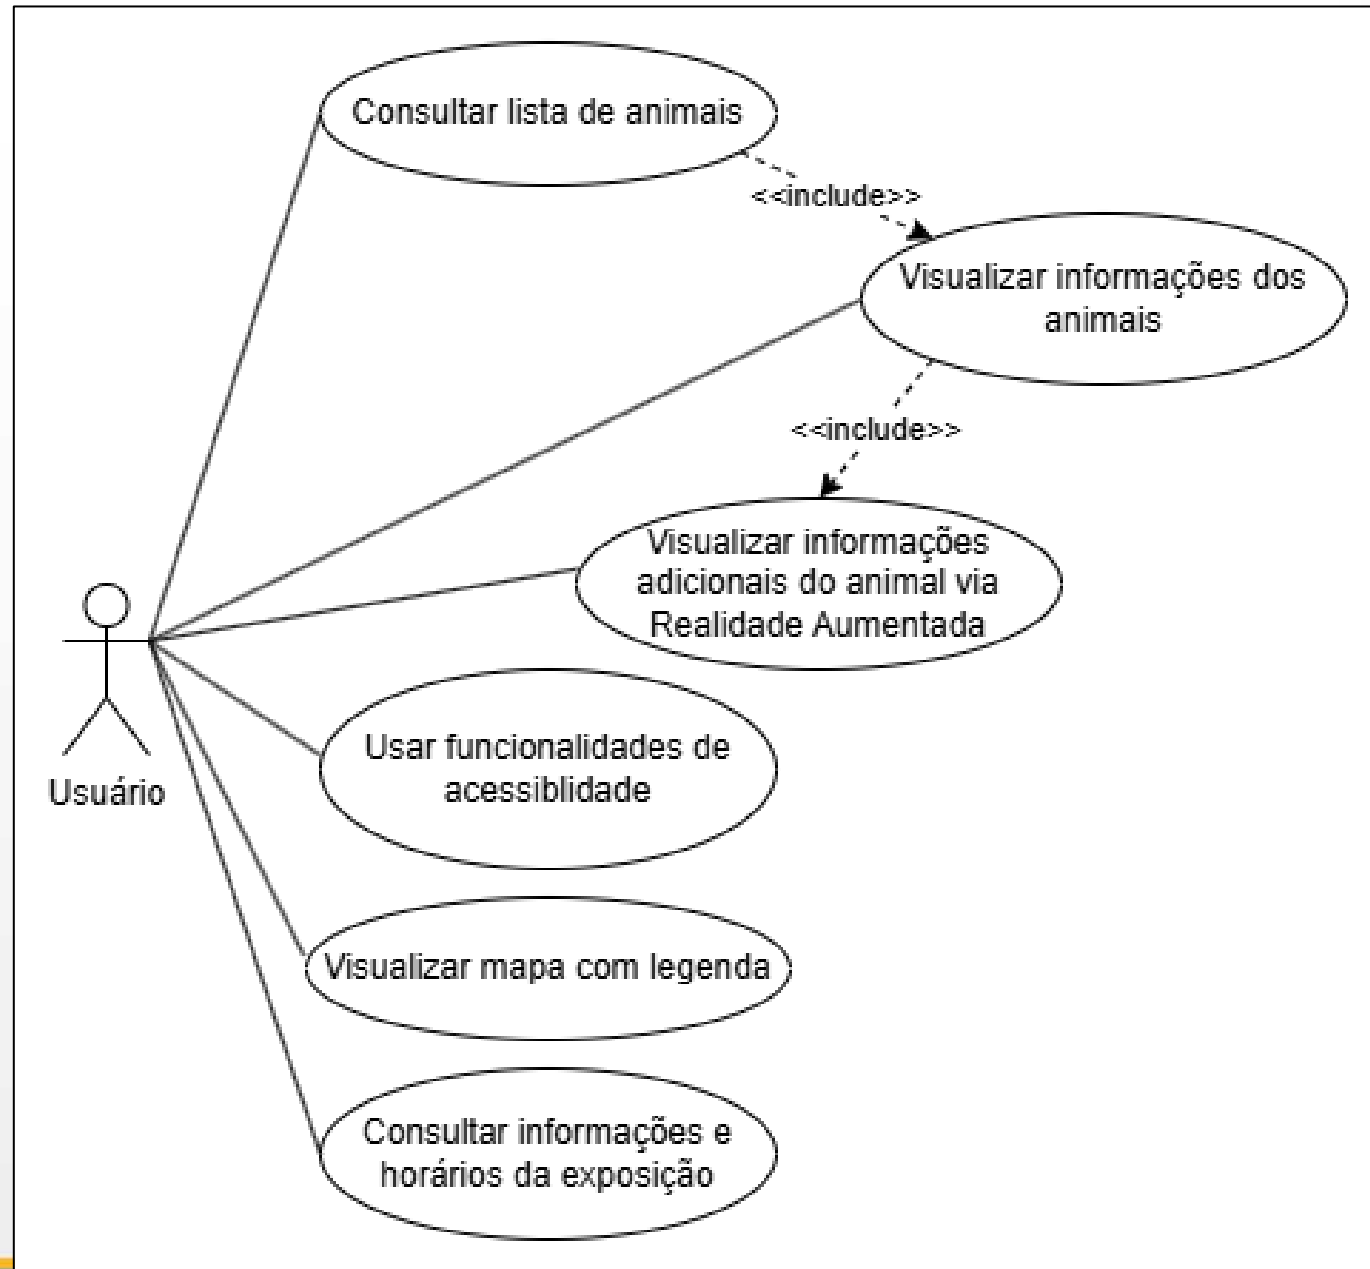 Consultar lista de animais
<<include>>
Visualizar informações dos
animais
<<include>>
Visualizar informações
adicionais do animal via
Realidade Aumentada
Usar funcionalidades de
acessiblidade
Usuário
Visualizar mapa com legenda
Consultar informações e
horários da exposição